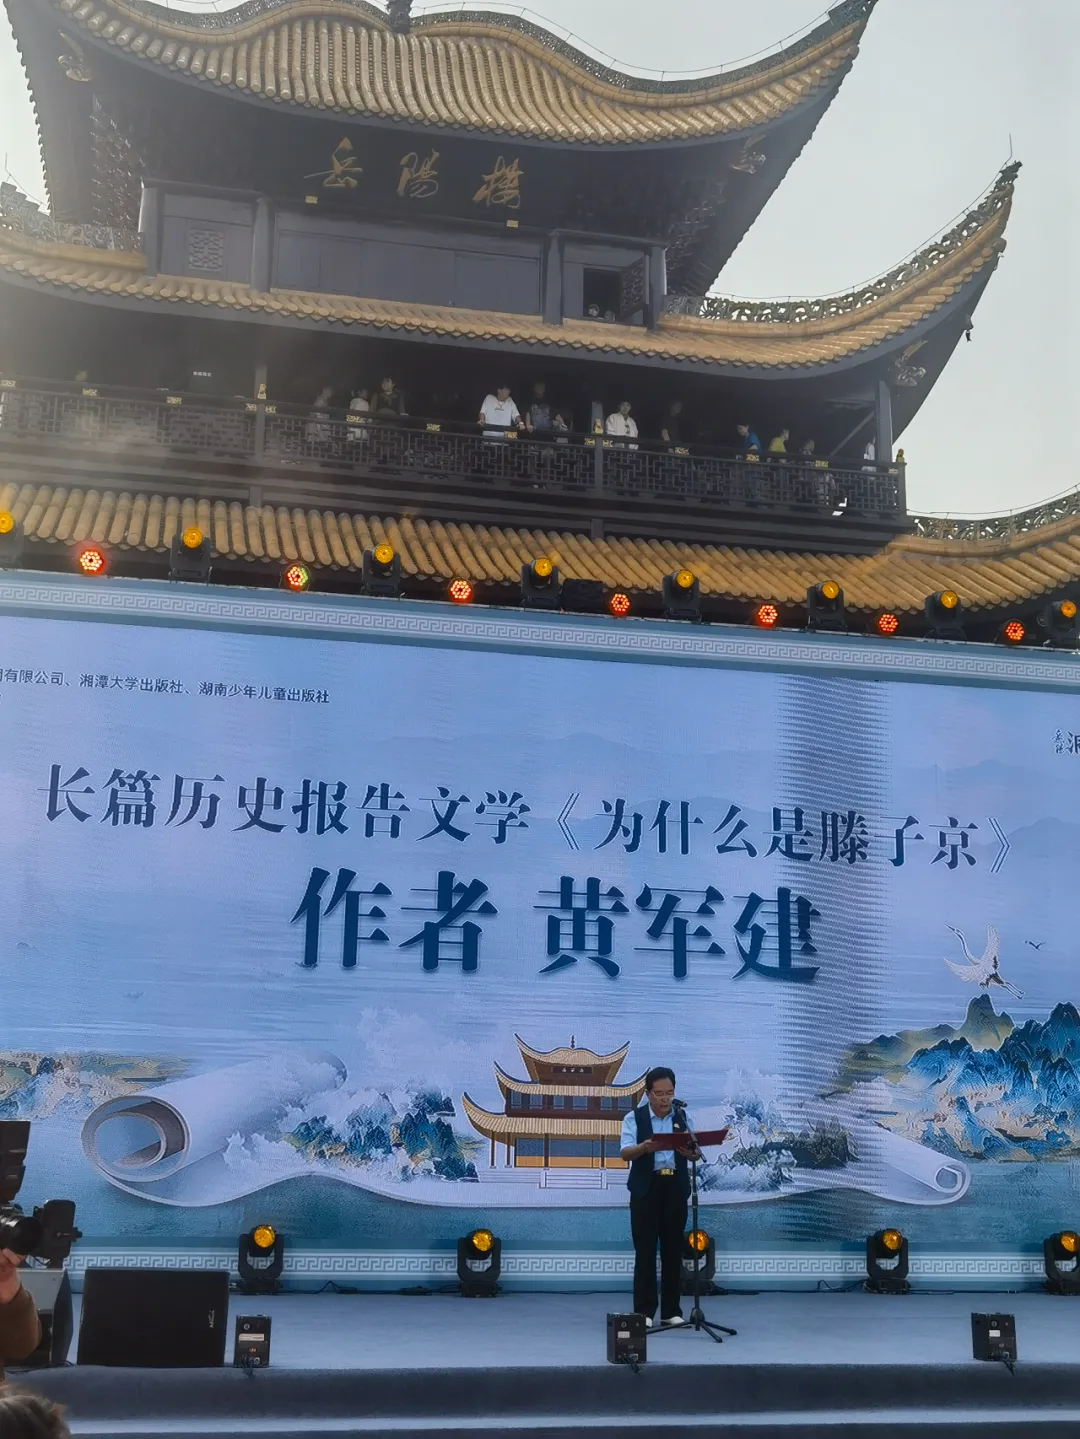 岳陽樓
有限公司、湘潭大学出版社、湖南少年儿童出版社
长篇历史报告文学《为什么是滕子京》
作者 黄军建